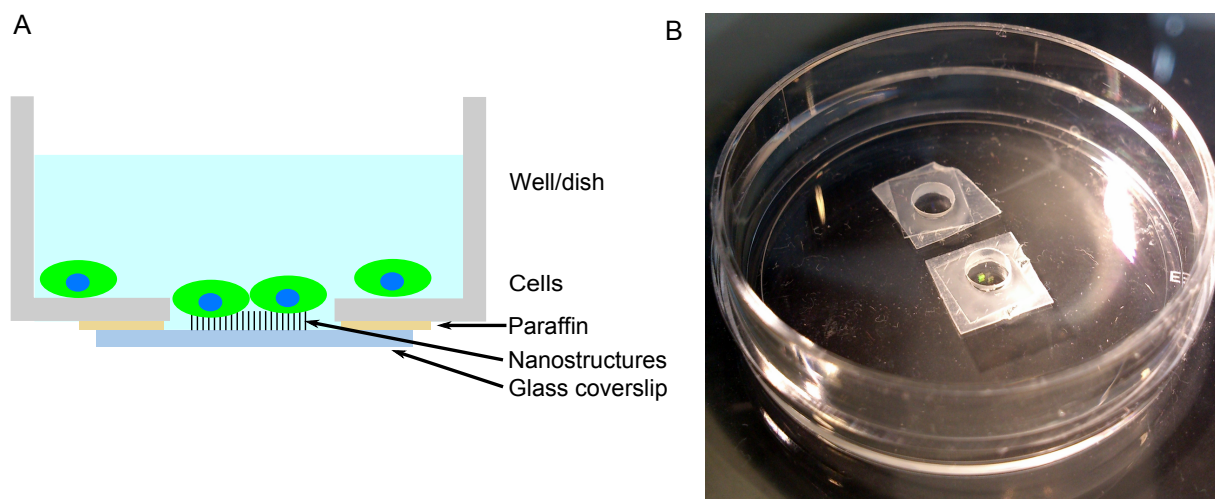 A
B
Well/dish
Cells
Paraffin
Nanostructures
Glass coverslip